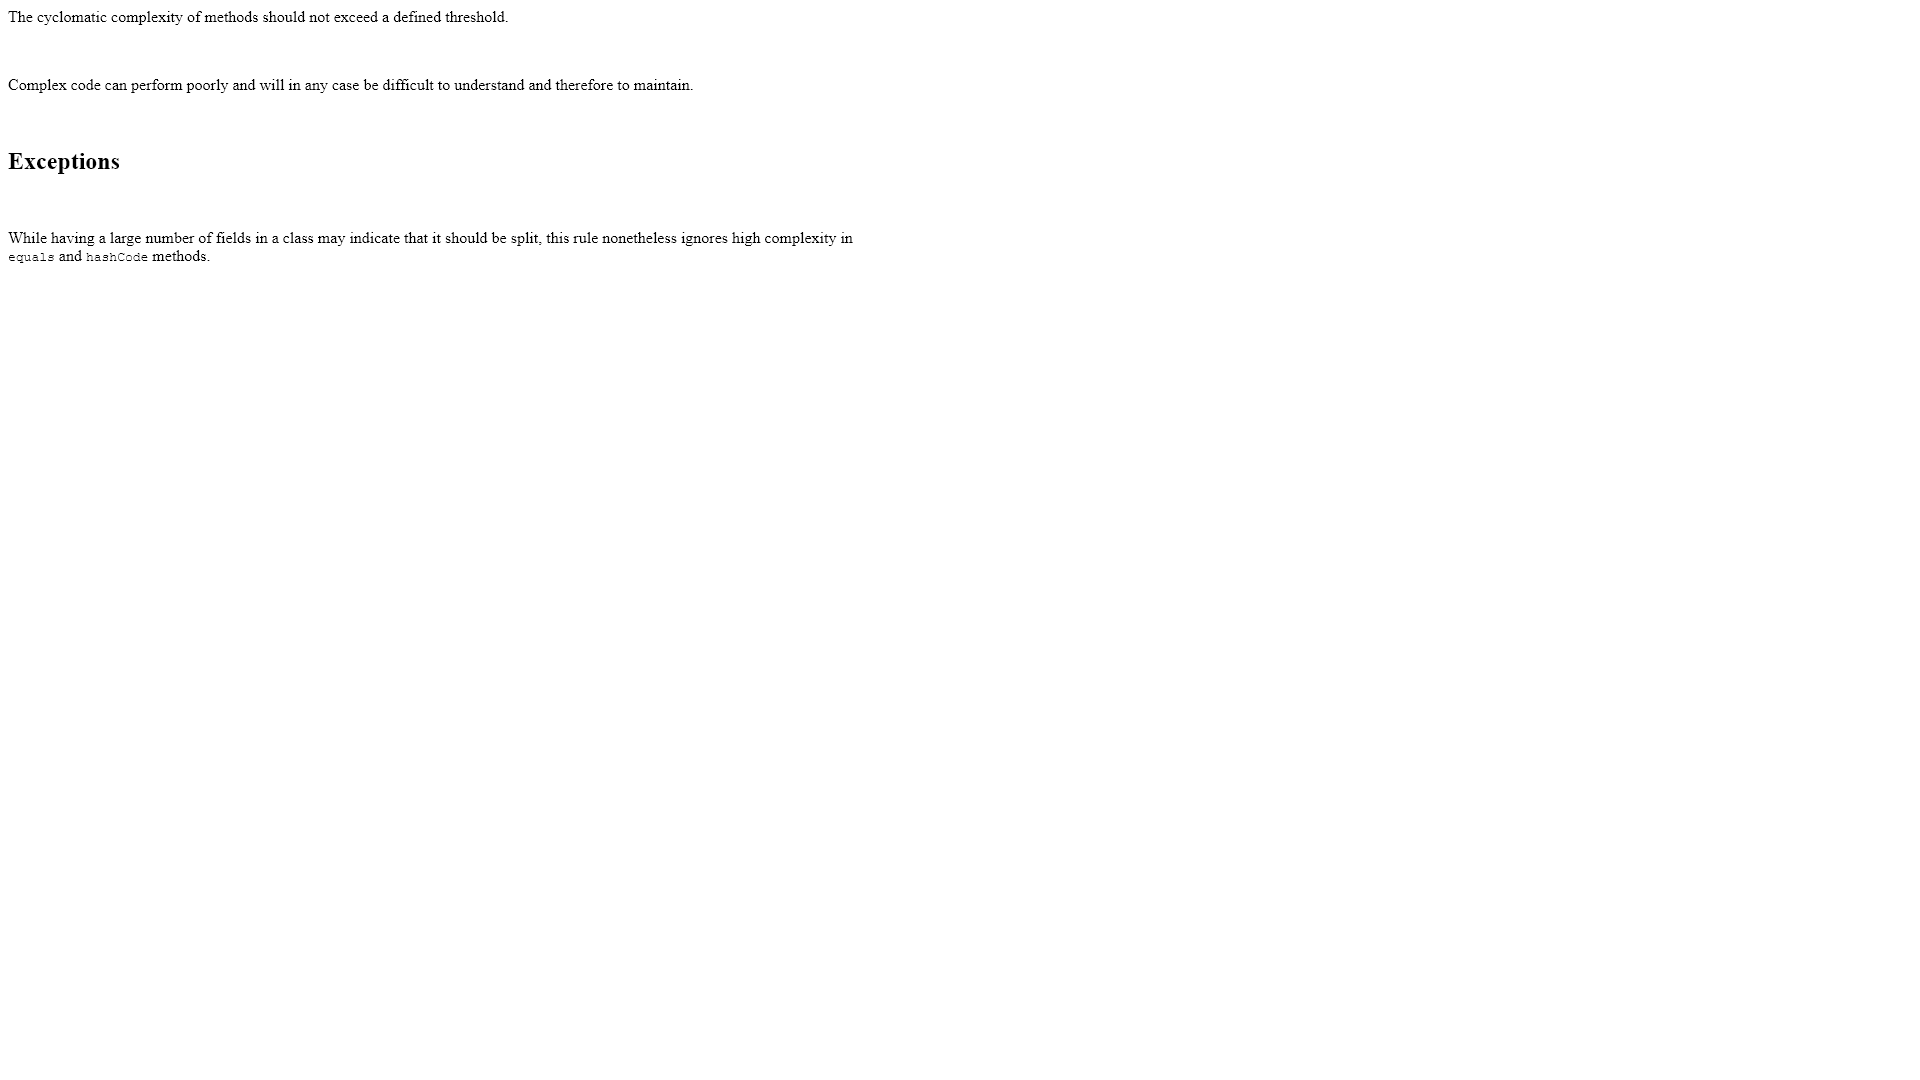 The cyclomatic complexity of methods should not exceed a defined threshold.
Complex code can perform poorly and will in any case be difficult to understand and therefore to maintain.
Exceptions
While having a large number of fields in a class may indicate that it should be split, this rule nonetheless ignores high complexity in
equals and hashCode methods.